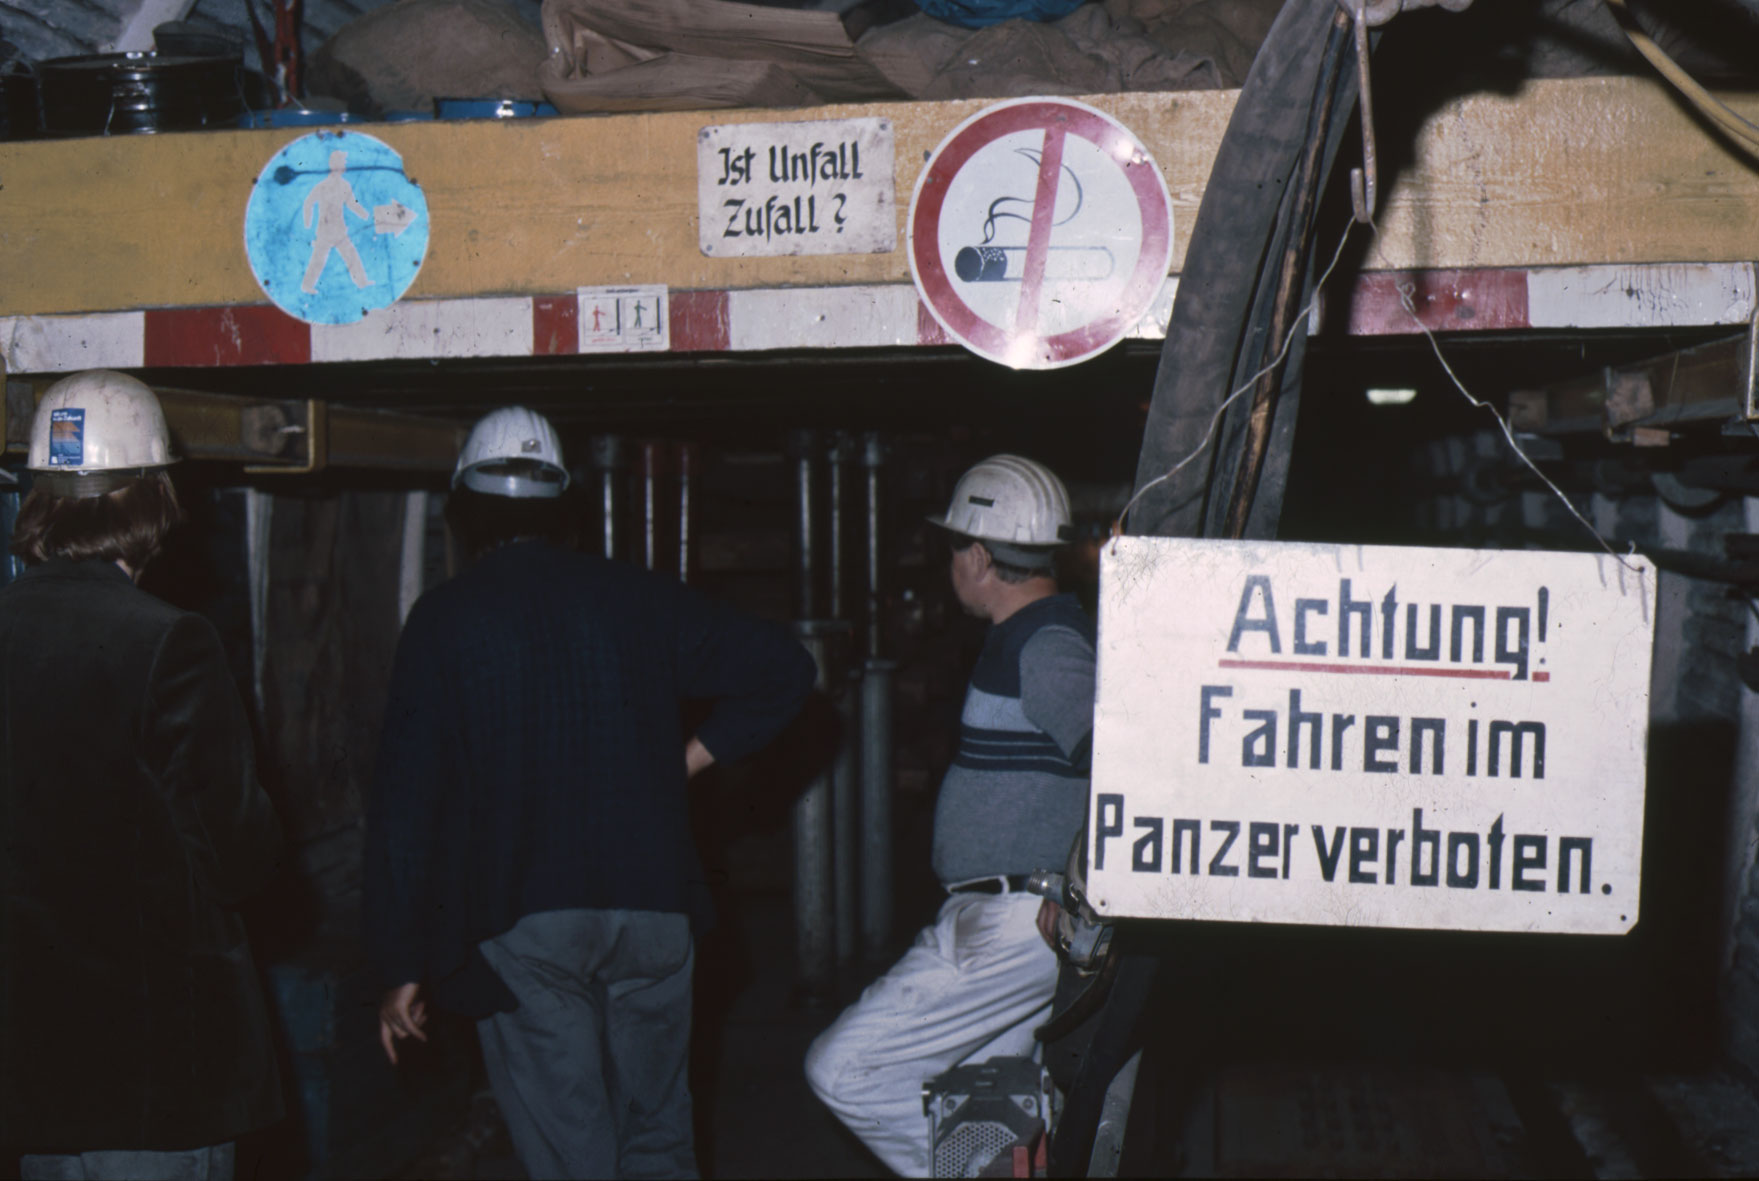 Ist Unfall
Zufall ?
Achtung!
Fahren im
Panzer verboten.